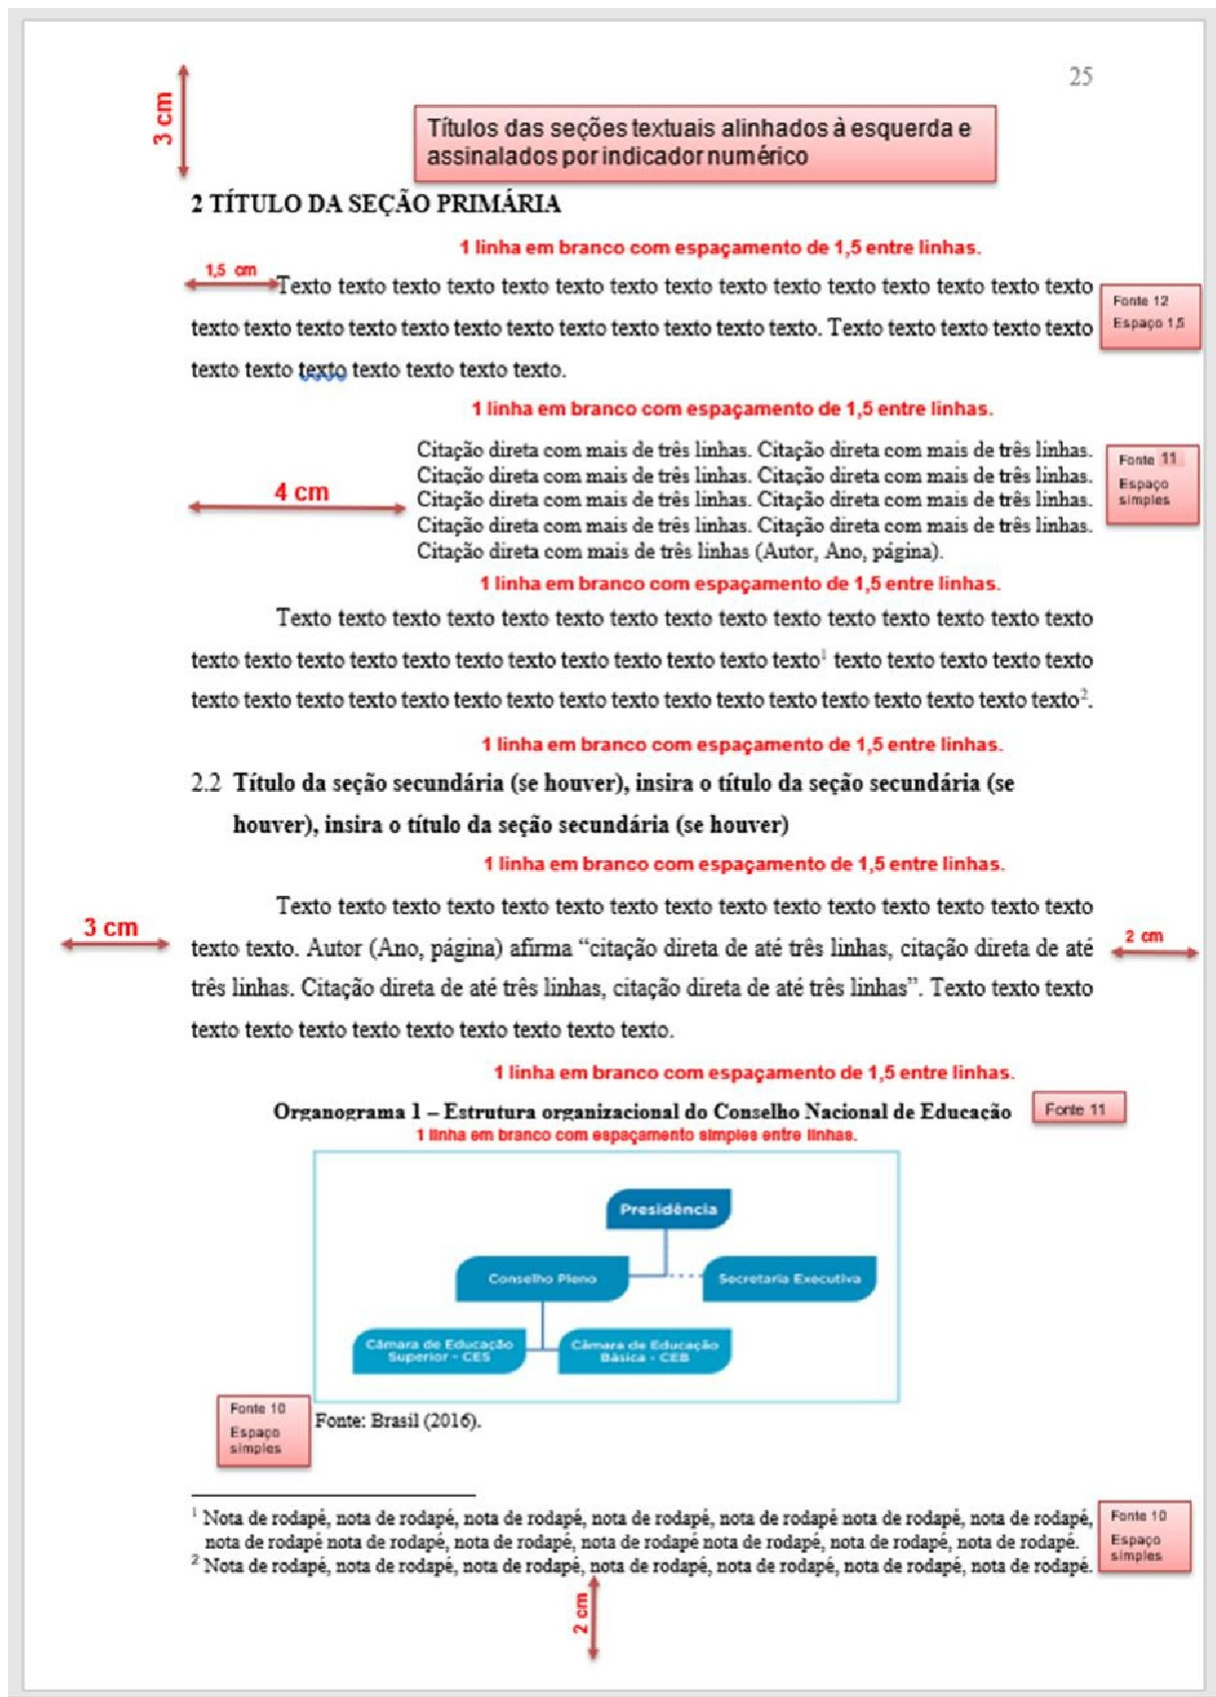 25
3 cm
Títulos das seções textuais alinhados à esquerda e
assinalados por indicador numérico
2 TÍTULO DA SEÇÃO PRIMÁRIA
1 linha em branco com espaçamento de 1,5 entre linhas.
1,5 cm
Texto texto texto texto texto texto texto texto texto texto texto texto texto texto texto
texto texto texto texto texto texto texto texto texto texto texto texto. Texto texto texto texto texto
texto texto texto texto texto texto texto.
Fonte 12
Espaço 1,5
1 linha em branco com espaçamento de 1,5 entre linhas.
Citação direta com mais de três linhas. Citação direta com mais de três linhas.
Citação direta com mais de três linhas. Citação direta com mais de três linhas.
Citação direta com mais de três linhas. Citação direta com mais de três linhas.
Citação direta com mais de três linhas. Citação direta com mais de três linhas.
Citação direta com mais de três linhas (Autor, Ano, página).
4 cm
Fonte 11
Espaço
simples
1 linha em branco com espaçamento de 1,5 entre linhas.
Texto texto texto texto texto texto texto texto texto texto texto texto texto texto texto
texto texto texto texto texto texto texto texto texto texto texto texto¹ texto texto texto texto texto
texto texto texto texto texto texto texto texto texto texto texto texto texto texto texto texto texto².
1 linha em branco com espaçamento de 1,5 entre linhas.
2.2 Título da seção secundária (se houver), insira o título da seção secundária (se
houver), insira o título da seção secundária (se houver)
1 linha em branco com espaçamento de 1,5 entre linhas.
Texto texto texto texto texto texto texto texto texto texto texto texto texto texto texto
texto texto. Autor (Ano, página) afirma “citação direta de até três linhas, citação direta de até
três linhas. Citação direta de até três linhas, citação direta de até três linhas”. Texto texto texto
texto texto texto texto texto texto texto texto texto.
3 cm
2 cm
1 linha em branco com espaçamento de 1,5 entre linhas.
Organograma 1 – Estrutura organizacional do Conselho Nacional de Educação
Fonte 11
1 linha em branco com espaçamento simples entre linhas.
Presidência
Conselho Pleno
Secretaria Executiva
Câmara de Educação
Superior - CES
Câmara de Educação
Básica - CEB
Fonte 10
Espaço
simples
Fonte: Brasil (2016).
¹ Nota de rodapé, nota de rodapé, nota de rodapé, nota de rodapé, nota de rodapé nota de rodapé, nota de rodapé,
nota de rodapé nota de rodapé, nota de rodapé, nota de rodapé nota de rodapé, nota de rodapé, nota de rodapé.
² Nota de rodapé, nota de rodapé, nota de rodapé, nota de rodapé, nota de rodapé, nota de rodapé, nota de rodapé.
Fonte 10
Espaço
simples
2 cm